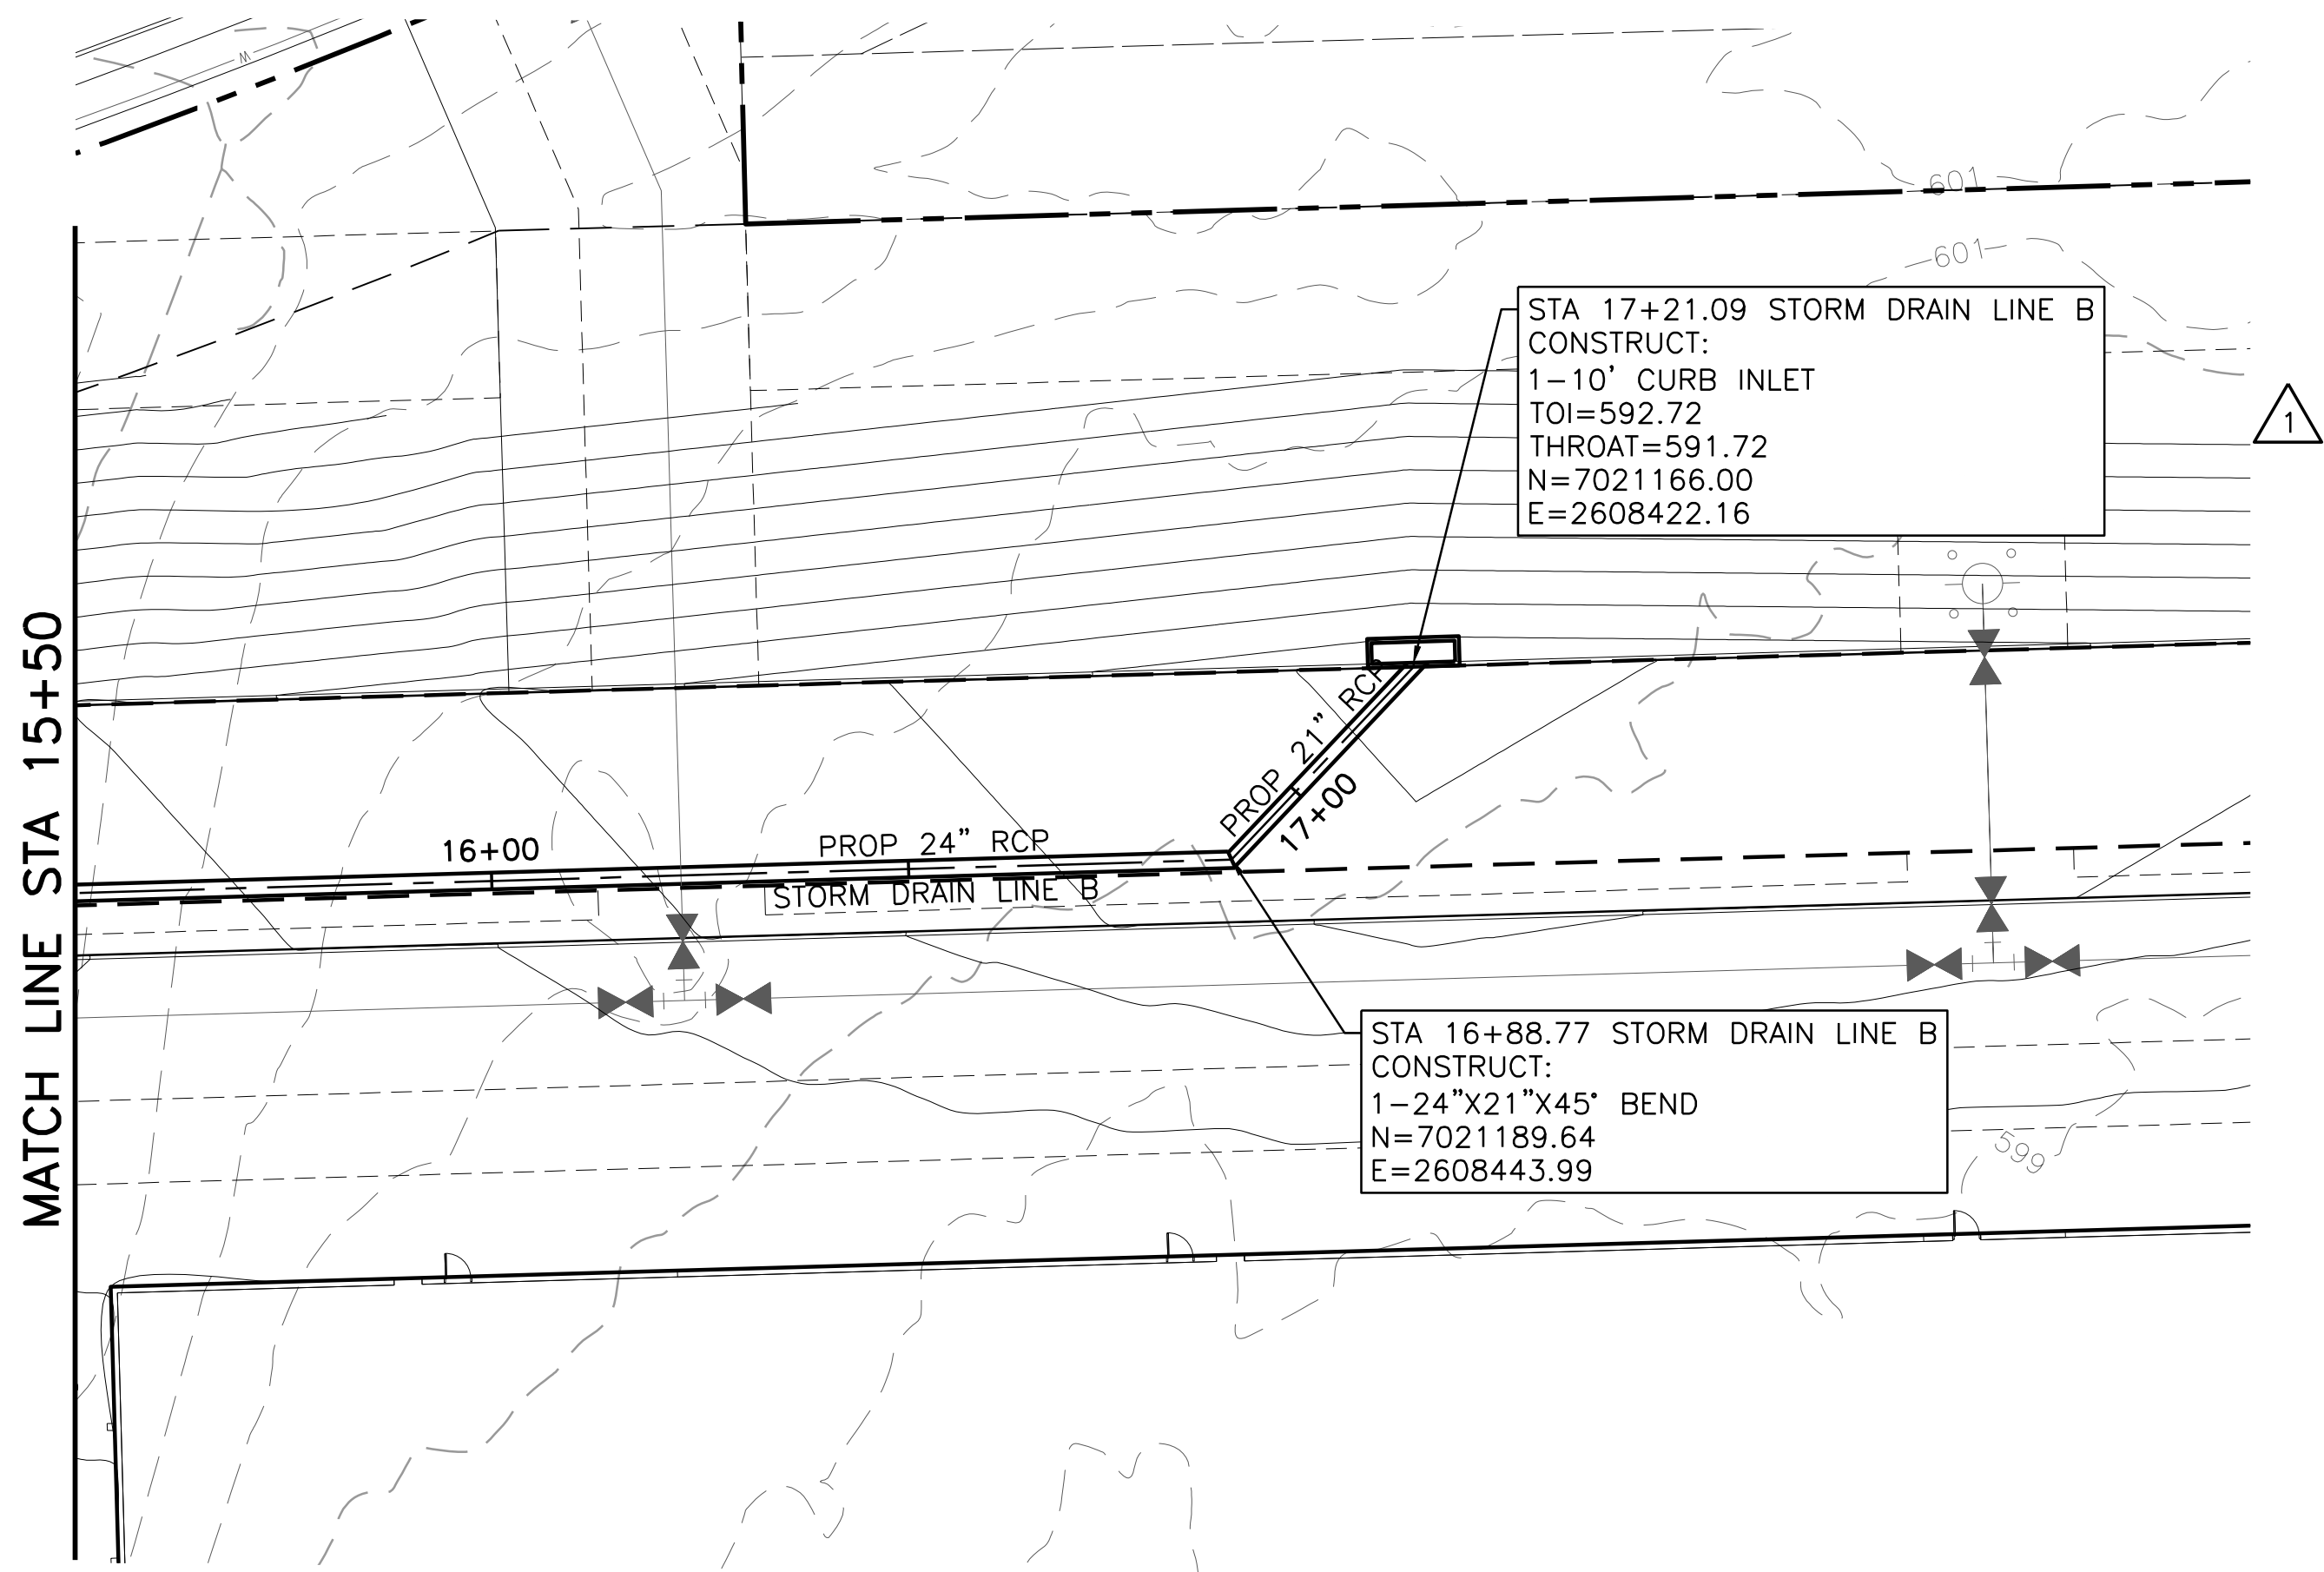 W
601
601
STA 17+21.09 STORM DRAIN LINE B
CONSTRUCT:
1-10' CURB INLET
TOI=592.72
THROAT=591.72
N=7021166.00
E=2608422.16
1
MATCH LINE STA 15+50
PROP 21" RCP
17+00
16+00
PROP 24" RCP
STORM DRAIN LINE B
STA 16+88.77 STORM DRAIN LINE B
CONSTRUCT:
1-24"X21"X45° BEND
N=7021189.64
E=2608443.99
599